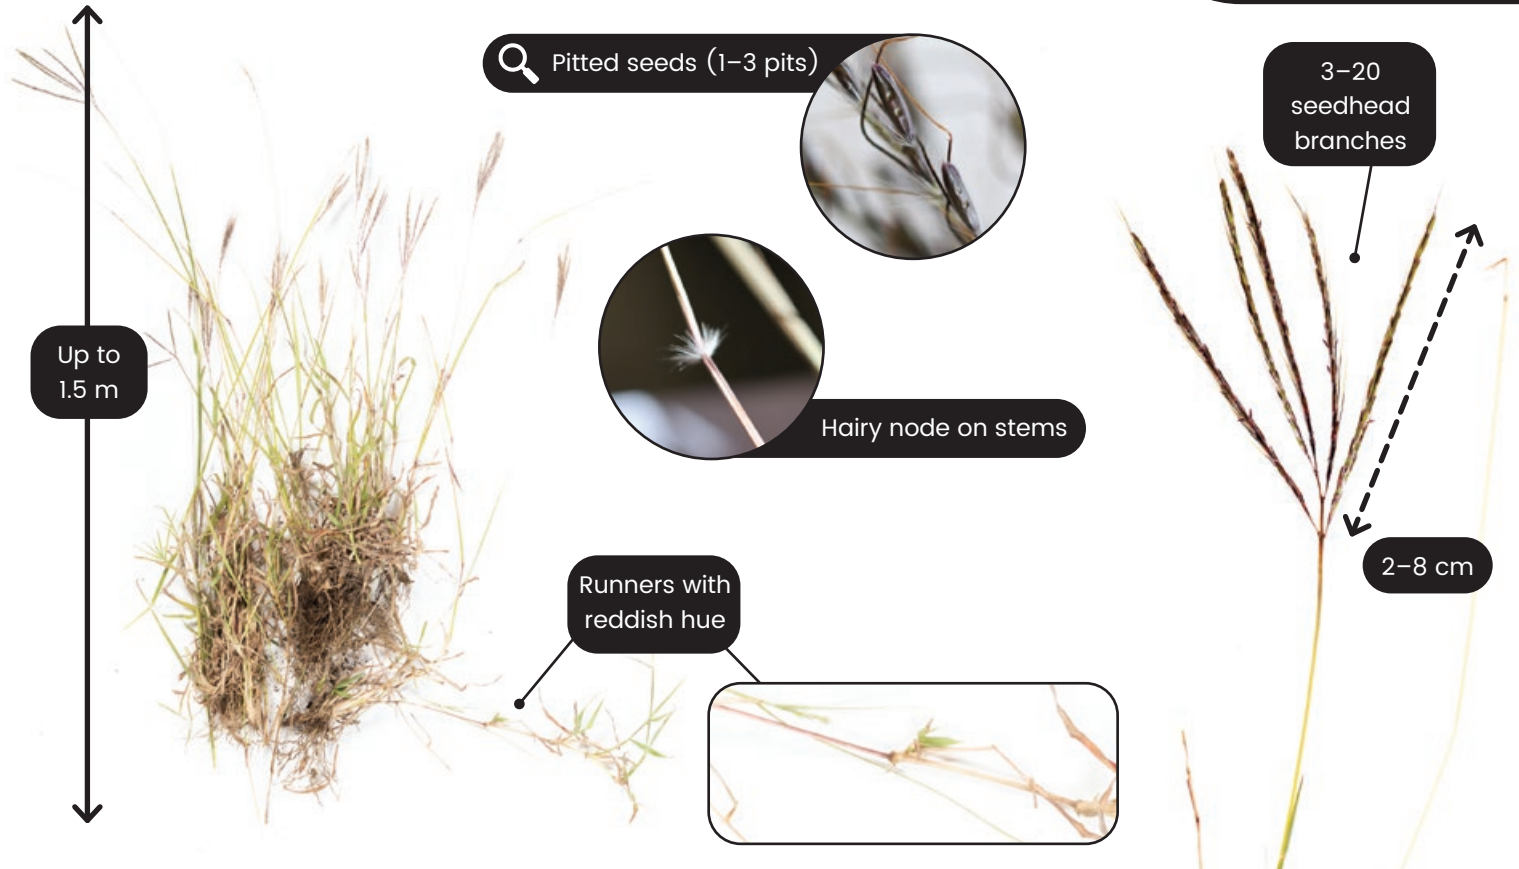 Pitted seeds (1–3 pits)
3–20
seedhead
branches
Up to
1.5 m
Hairy node on stems
Runners with
reddish hue
2–8 cm